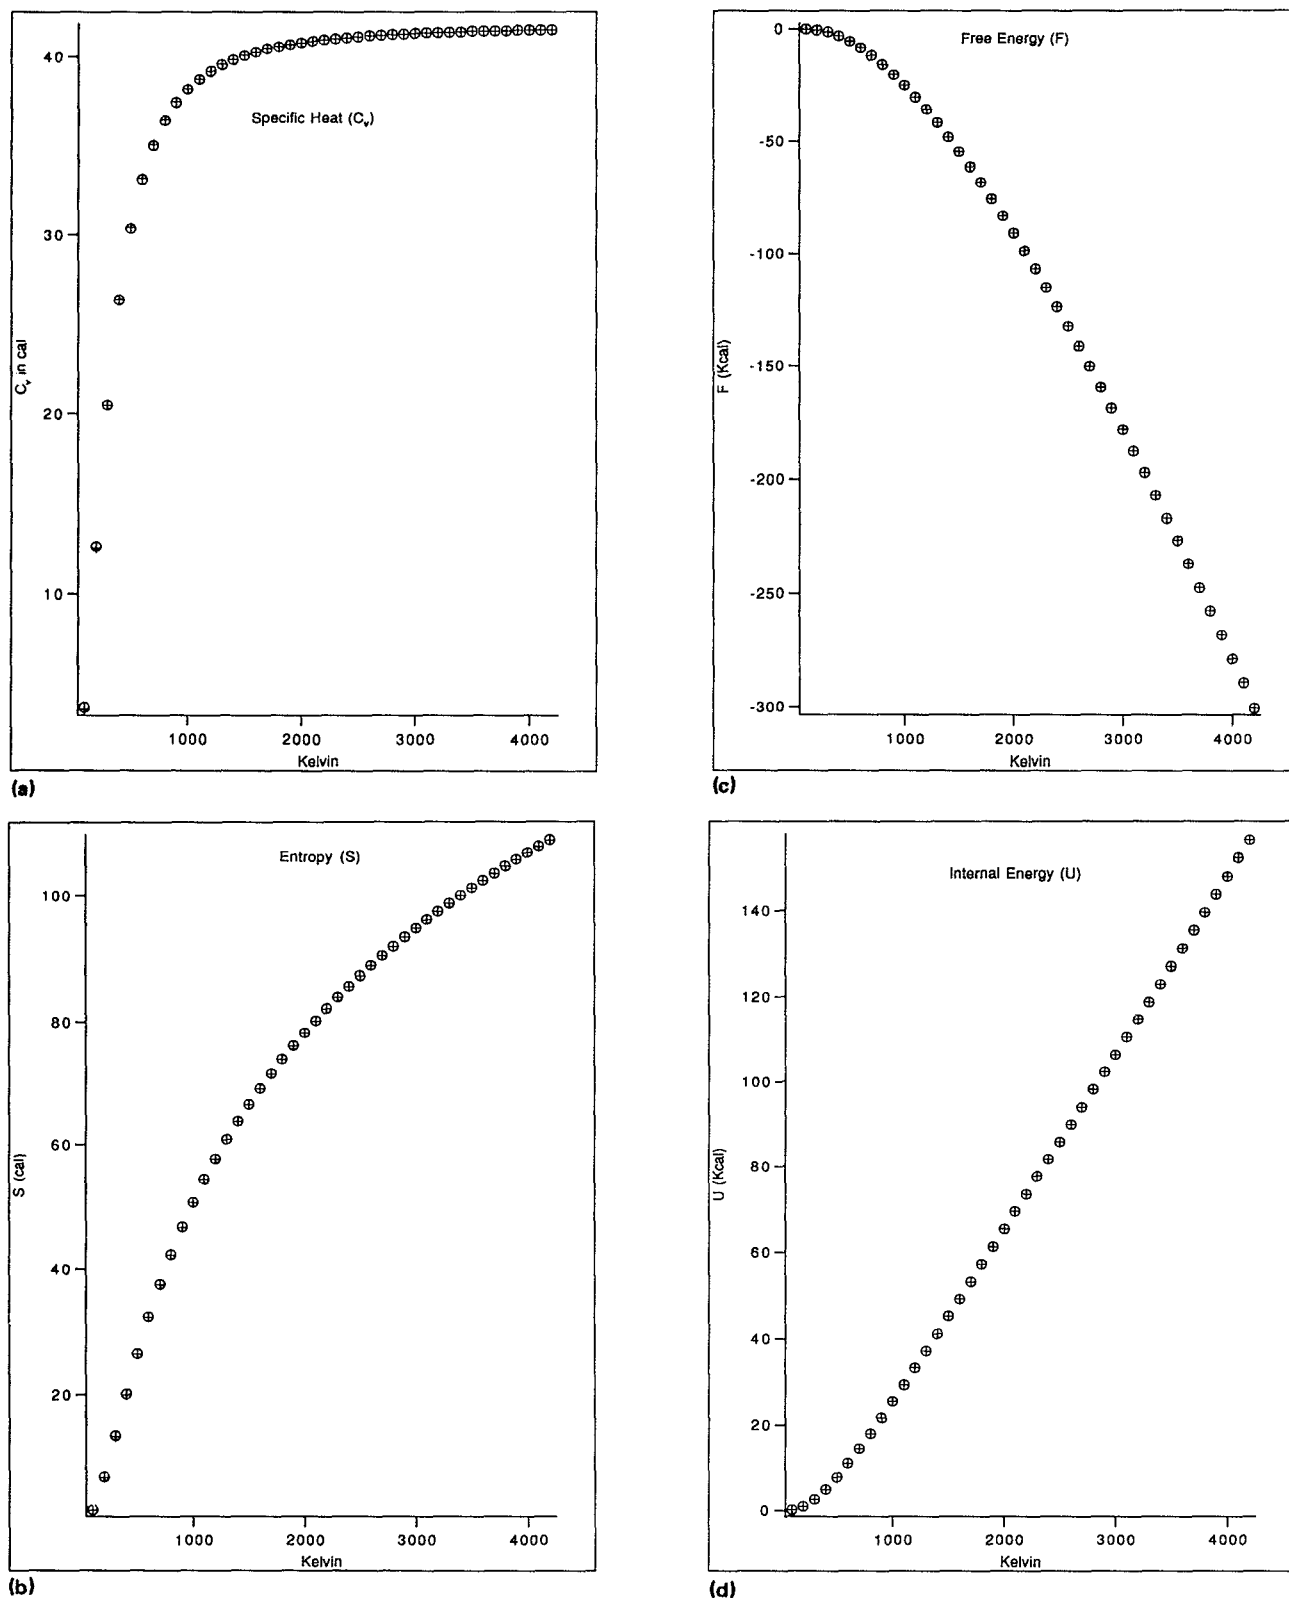 40
30
20
10
C_v in cal
Specific Heat (C_v)
1000 2000 3000 4000
Kelvin
(a)
0
-50
-100
-150
-200
-250
-300
F (Kcal)
Free Energy (F)
1000 2000 3000 4000
Kelvin
(c)
100
80
60
40
20
S (cal)
Entropy (S)
1000 2000 3000 4000
Kelvin
(b)
140
120
100
80
60
40
20
0
U (Kcal)
Internal Energy (U)
1000 2000 3000 4000
Kelvin
(d)